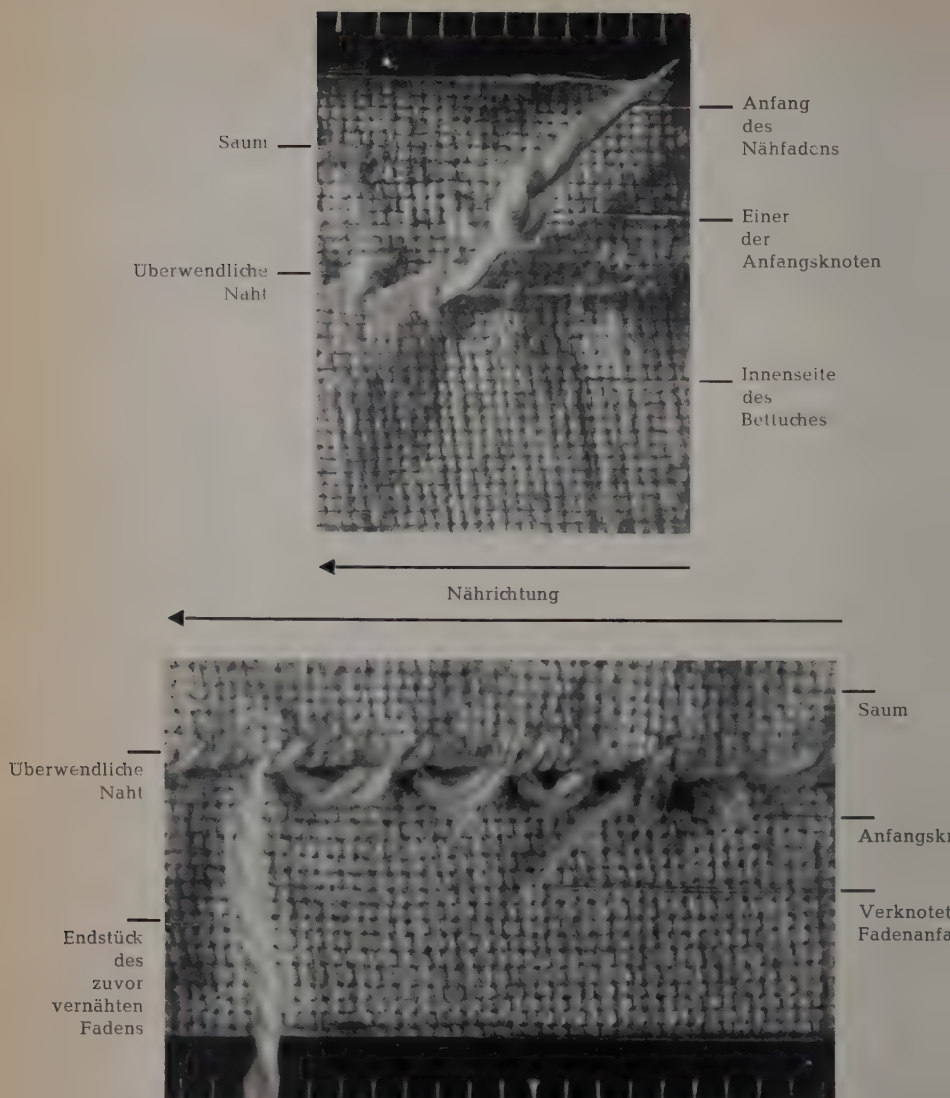 Saum
Überwendliche
Naht
Anfang
des
Nähfadens
Einer
der
Anfangsknoten
Innenseite
des
Bettuches
Nährichtung
Überwendliche
Naht
Endstück
des
zuvor
vernähten
Fadens
Saum